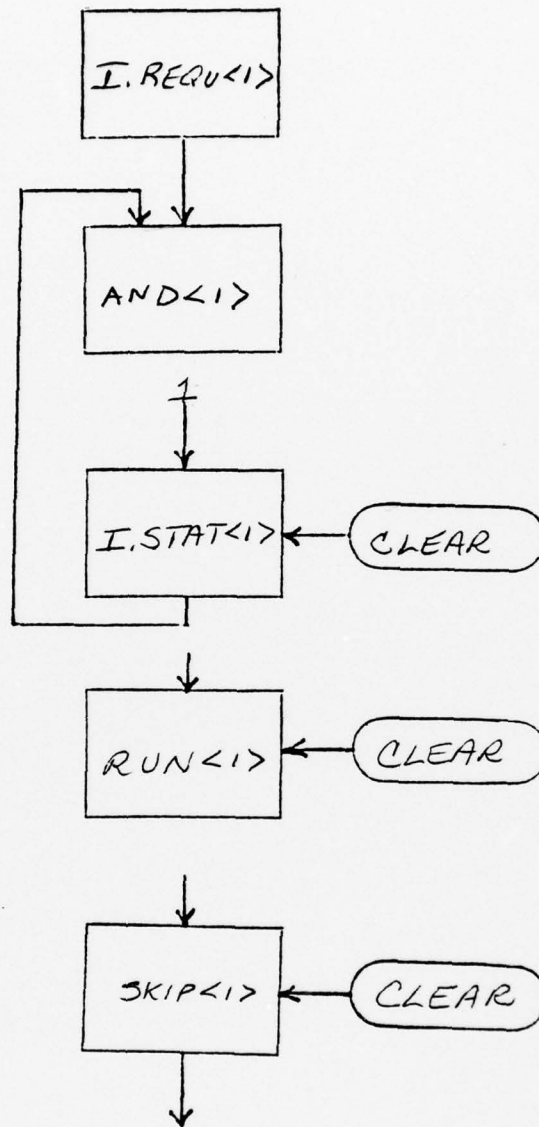 I.REQU<1>
AND<1>
1
I.STAT<1>
CLEAR
RUN<1>
CLEAR
SKIP<1>
CLEAR